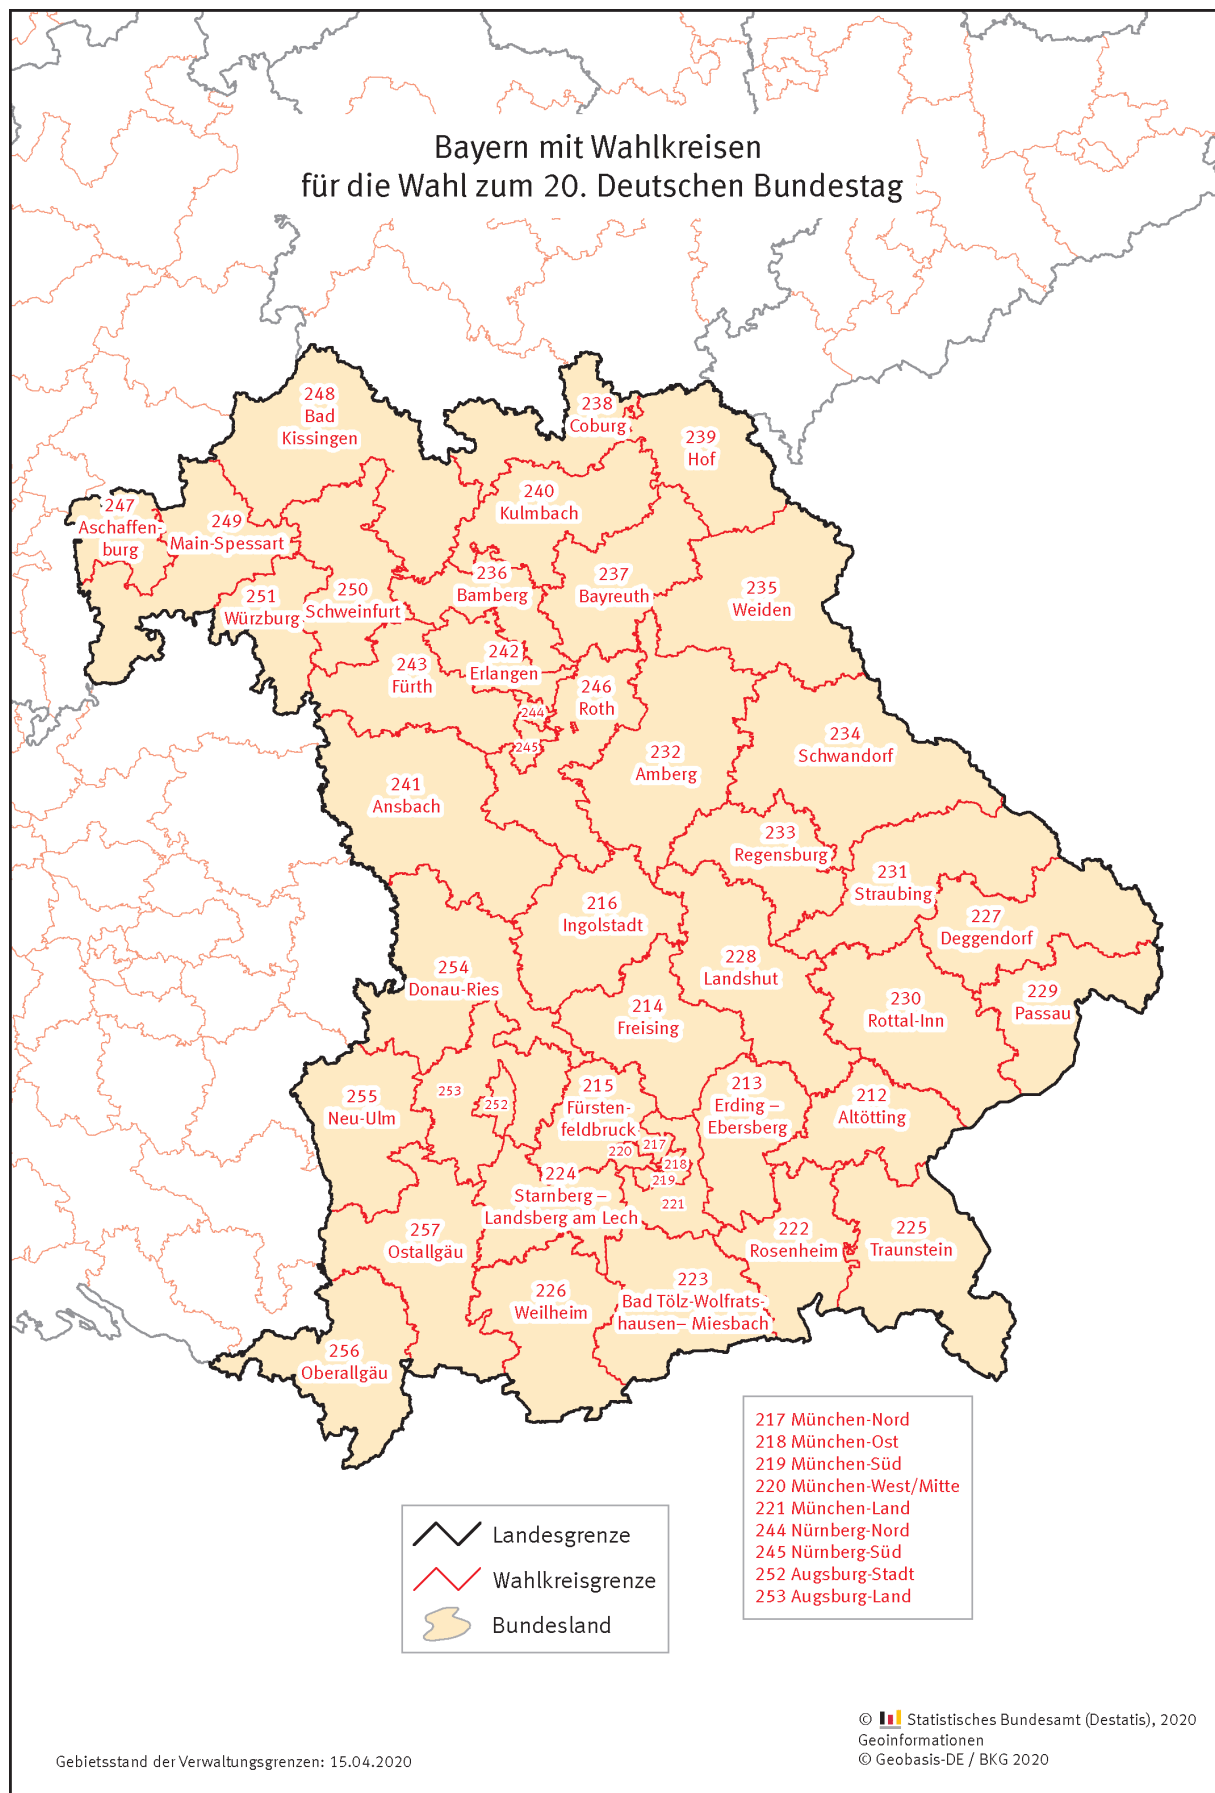 Bayern mit Wahlkreisen
für die Wahl zum 20. Deutschen Bundestag
248
Bad
Kissingen
238
Coburg
239
Hof
240
Kulmbach
247
Aschaffen-
burg
249
Main-Spessart
236
Bamberg
237
Bayreuth
235
Weiden
250
Schweinfurt
251
Würzburg
242
Erlangen
243
Fürth
246
Roth
244
245
232
Amberg
234
Schwandorf
241
Ansbach
233
Regensburg
231
Straubing
216
Ingolstadt
227
Deggendorf
228
Landshut
254
Donau-Ries
229
Passau
230
Rottal-Inn
214
Freising
255
Neu-Ulm
253
252
215
Fürsten-
feldbruck
213
Erding –
Ebersberg
212
Altötting
217
220
218
219
221
224
Starnberg –
Landsberg am Lech
257
Ostallgäu
222
Rosenheim
225
Traunstein
226
Weilheim
223
Bad Tölz-Wolfrats-
hausen– Miesbach
256
Oberallgäu
217 München-Nord
218 München-Ost
219 München-Süd
220 München-West/Mitte
221 München-Land
244 Nürnberg-Nord
245 Nürnberg-Süd
252 Augsburg-Stadt
253 Augsburg-Land
Landesgrenze
Wahlkreisgrenze
Bundesland
© Statistisches Bundesamt (Destatis), 2020
Geoinformationen
© Geobasis-DE / BKG 2020
Gebietsstand der Verwaltungsgrenzen: 15.04.2020